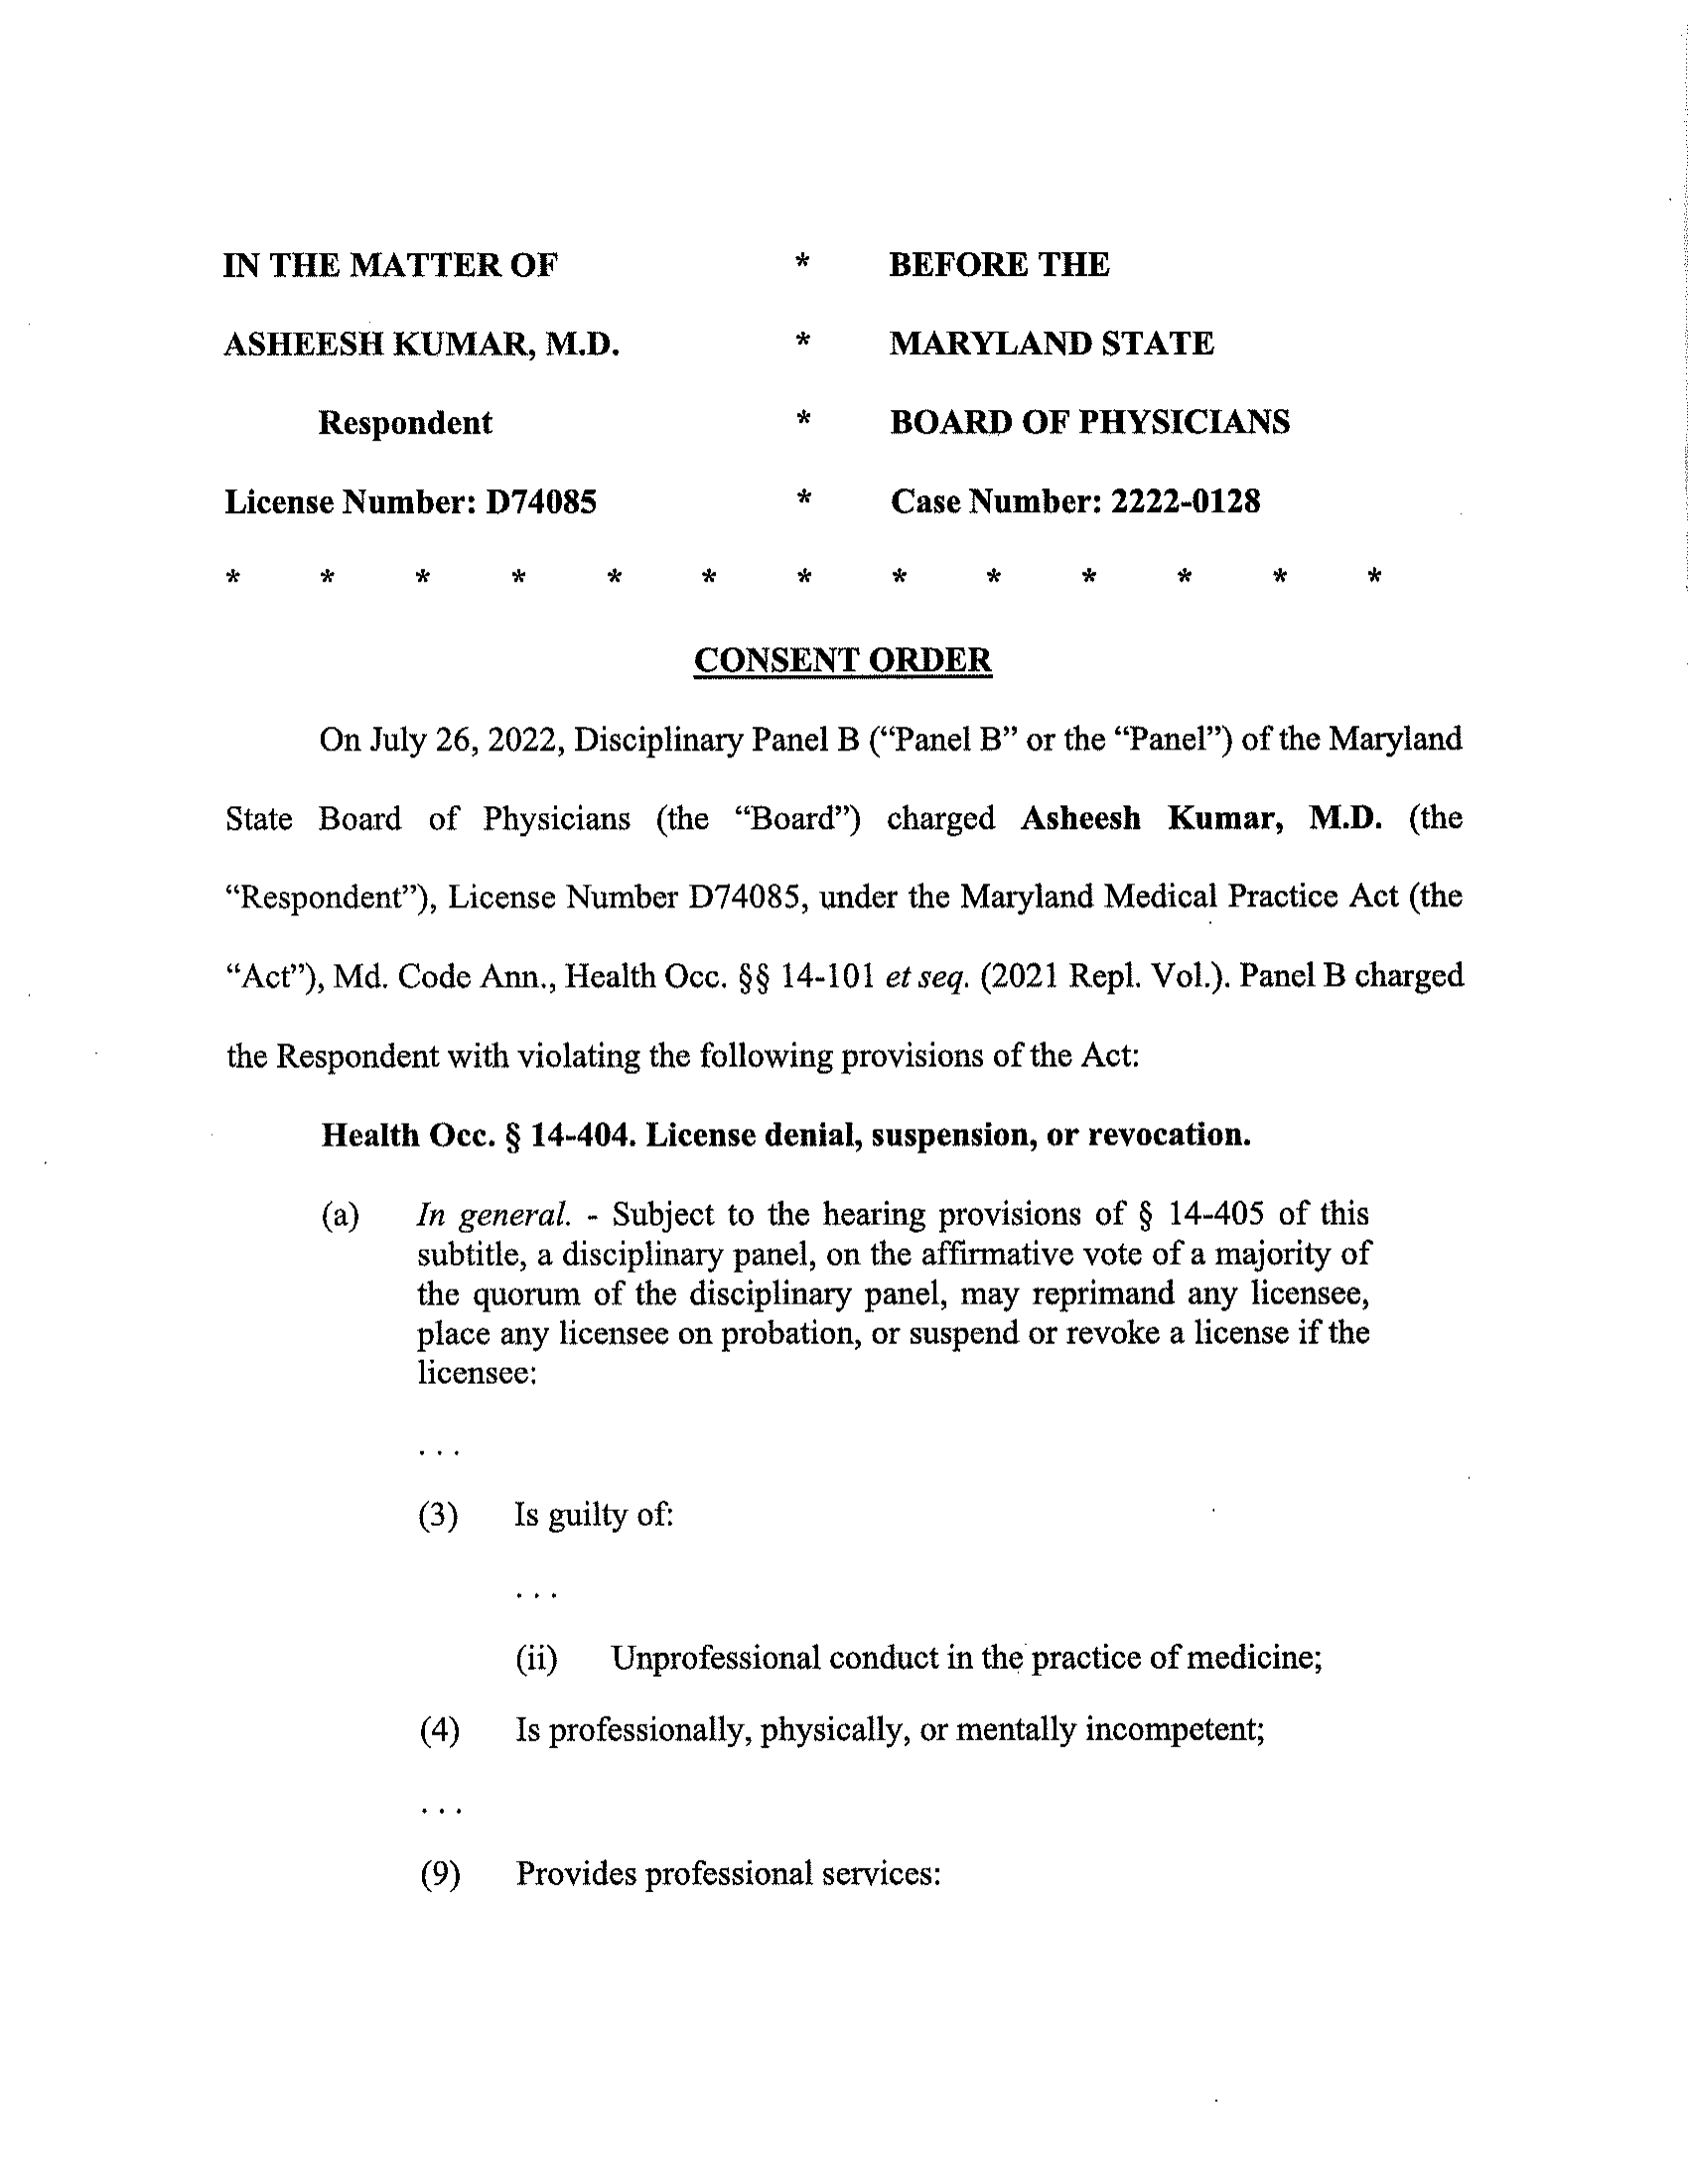 IN THE MATTER OF * BEFORE THE
ASHEESH KUMAR, M.D. * MARYLAND STATE
Respondent * BOARD OF PHYSICIANS
License Number: D74085 * Case Number: 2222-0128
* * * * * * * * * * * * *
CONSENT ORDER
On July 26, 2022, Disciplinary Panel B (“Panel B” or the “Panel”) of the Maryland
State Board of Physicians (the “Board”) charged Asheesh Kumar, M.D. (the
“Respondent”), License Number D74085, under the Maryland Medical Practice Act (the
“Act”), Md. Code Ann., Health Occ. §§ 14-101 et seq. (2021 Repl. Vol.). Panel B charged
the Respondent with violating the following provisions of the Act:
Health Occ. § 14-404. License denial, suspension, or revocation.
(a) In general. - Subject to the hearing provisions of § 14-405 of this
subtitle, a disciplinary panel, on the affirmative vote of a majority of
the quorum of the disciplinary panel, may reprimand any licensee,
place any licensee on probation, or suspend or revoke a license if the
licensee:
. . .
(3) Is guilty of:
. . .
(ii) Unprofessional conduct in the practice of medicine;
(4) Is professionally, physically, or mentally incompetent;
. . .
(9) Provides professional services: